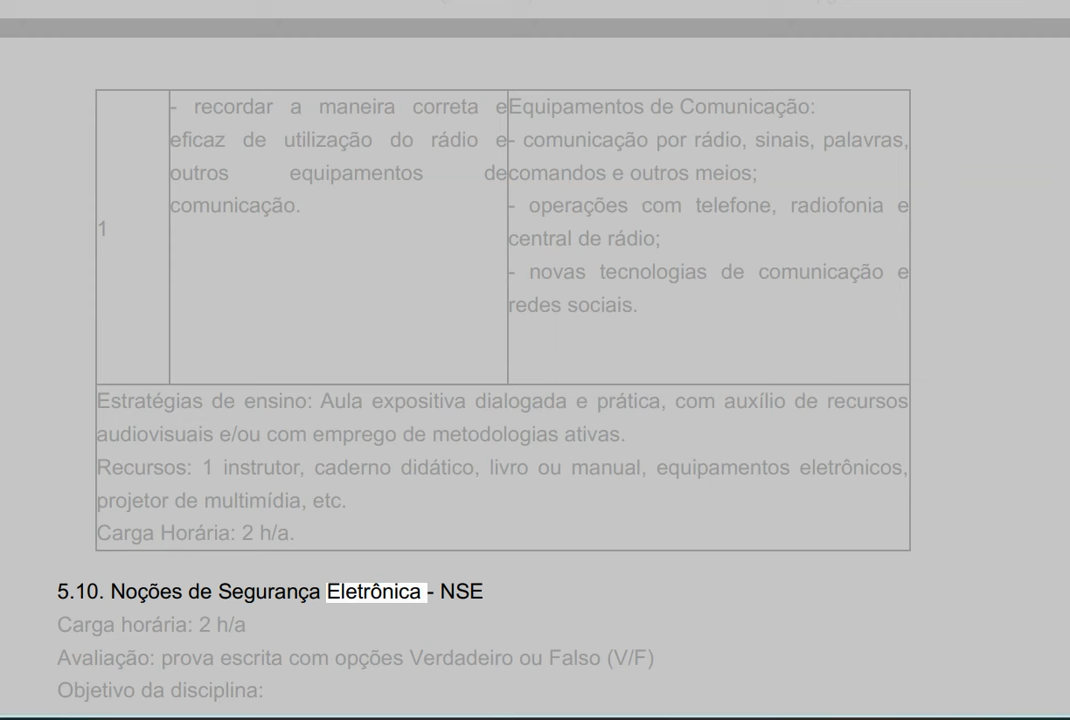 - recordar a maneira correta e
eficaz de utilização do rádio e
outros equipamentos de
comunicação.
Equipamentos de Comunicação:
- comunicação por rádio, sinais, palavras,
comandos e outros meios;
- operações com telefone, radiofonia e
central de rádio;
- novas tecnologias de comunicação e
redes sociais.
1
Estratégias de ensino: Aula expositiva dialogada e prática, com auxílio de recursos
audiovisuais e/ou com emprego de metodologias ativas.
Recursos: 1 instrutor, caderno didático, livro ou manual, equipamentos eletrônicos,
projetor de multimídia, etc.
Carga Horária: 2 h/a.
5.10. Noções de Segurança Eletrônica - NSE
Carga horária: 2 h/a
Avaliação: prova escrita com opções Verdadeiro ou Falso (V/F)
Objetivo da disciplina: